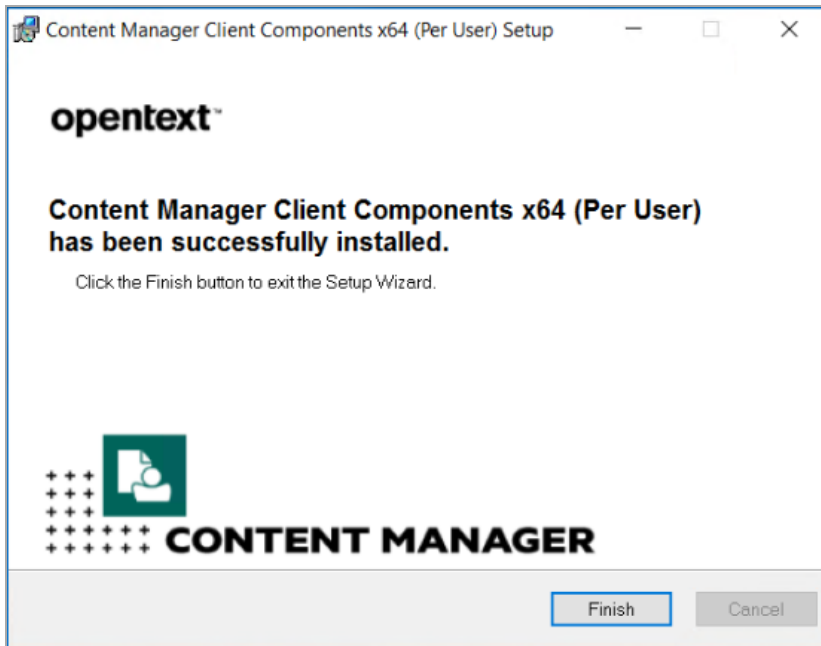 Content Manager Client Components x64 (Per User) Setup
opentext™
Content Manager Client Components x64 (Per User)
has been successfully installed.
Click the Finish button to exit the Setup Wizard.
CONTENT MANAGER
Finish
Cancel